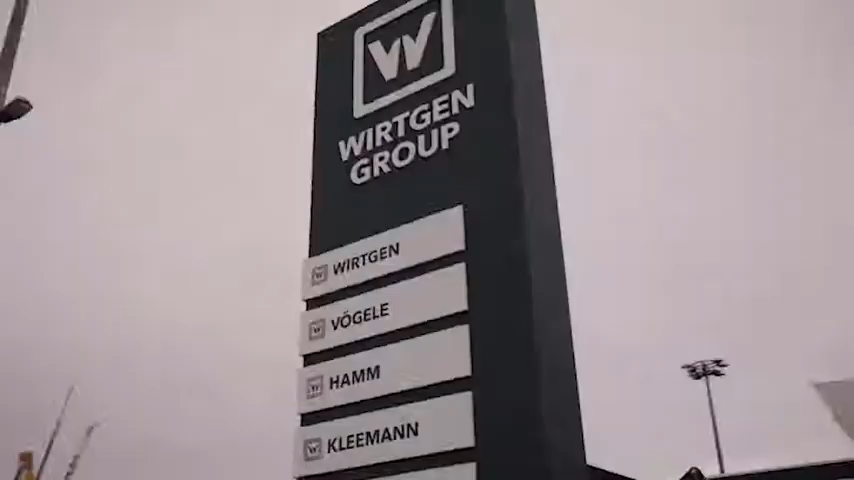 W
WIRTGEN
GROUP
WIRTGEN
VÖGELE
HAMM
KLEEMANN